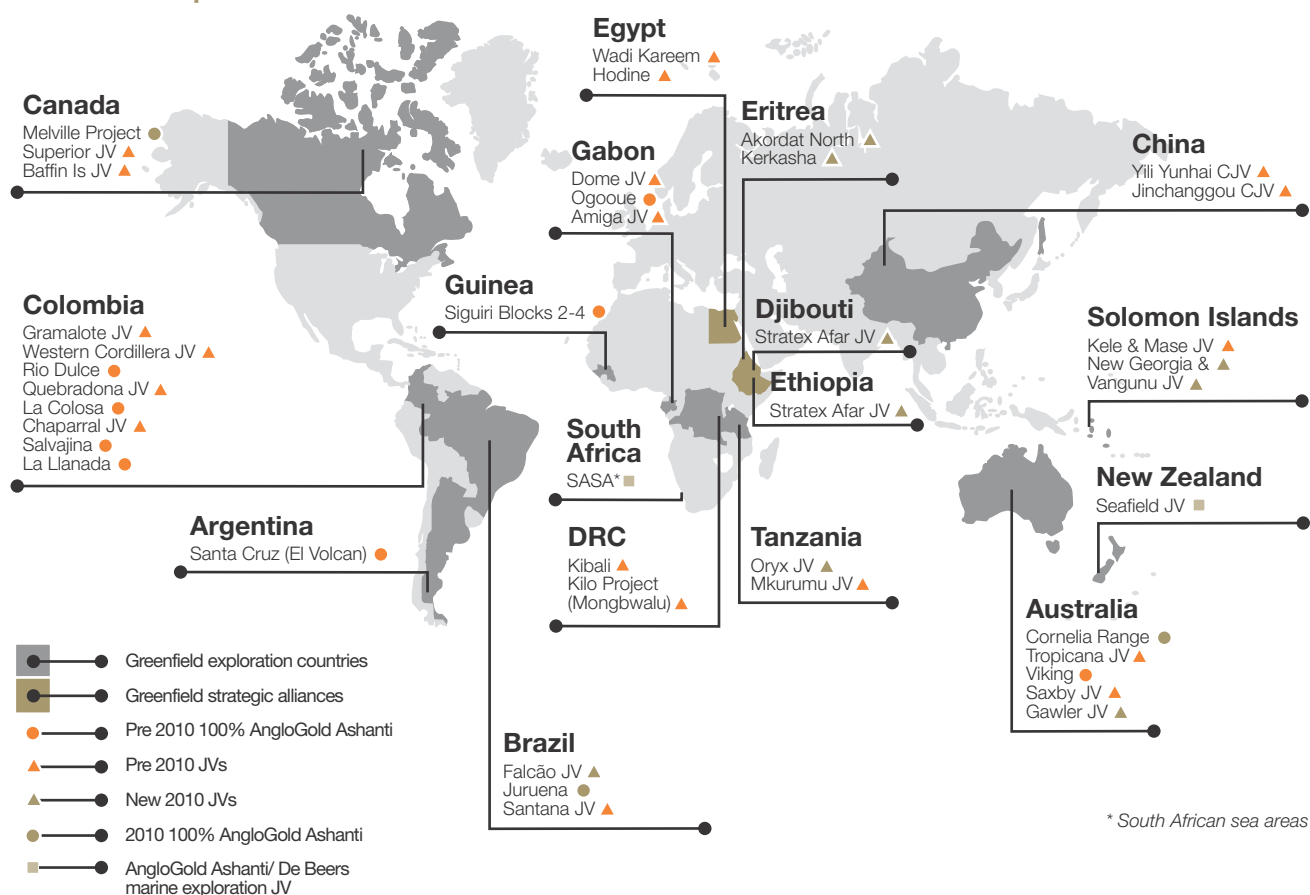 Egypt
Wadi Kareem
Hodine
Canada
Melville Project
Superior JV
Baffin Is JV
Eritrea
Akordat North
Kerkasha
Gabon
Dome JV
Ogooue
Amiga JV
China
Yili Yunhai CJV
Jinchanggou CJV
Guinea
Siguiri Blocks 2-4
Colombia
Gramalote JV
Western Cordillera JV
Rio Dulce
Quebradona JV
La Colosa
Chaparral JV
Salvajina
La Llanada
Djibouti
Stratex Afar JV
Ethiopia
Stratex Afar JV
Solomon Islands
Kele & Mase JV
New Georgia &
Vangunu JV
South
Africa
SASA*
New Zealand
Seafield JV
Argentina
Santa Cruz (El Volcan)
DRC
Kibali
Kilo Project
(Mongbwalu)
Tanzania
Oryx JV
Mkurumu JV
Australia
Cornelia Range
Tropicana JV
Viking
Saxby JV
Gawler JV
Brazil
Falcão JV
Juruena
Santana JV
Greenfield exploration countries
Greenfield strategic alliances
Pre 2010 100% AngloGold Ashanti
Pre 2010 JVs
New 2010 JVs
2010 100% AngloGold Ashanti
AngloGold Ashanti/ De Beers
marine exploration JV
* South African sea areas